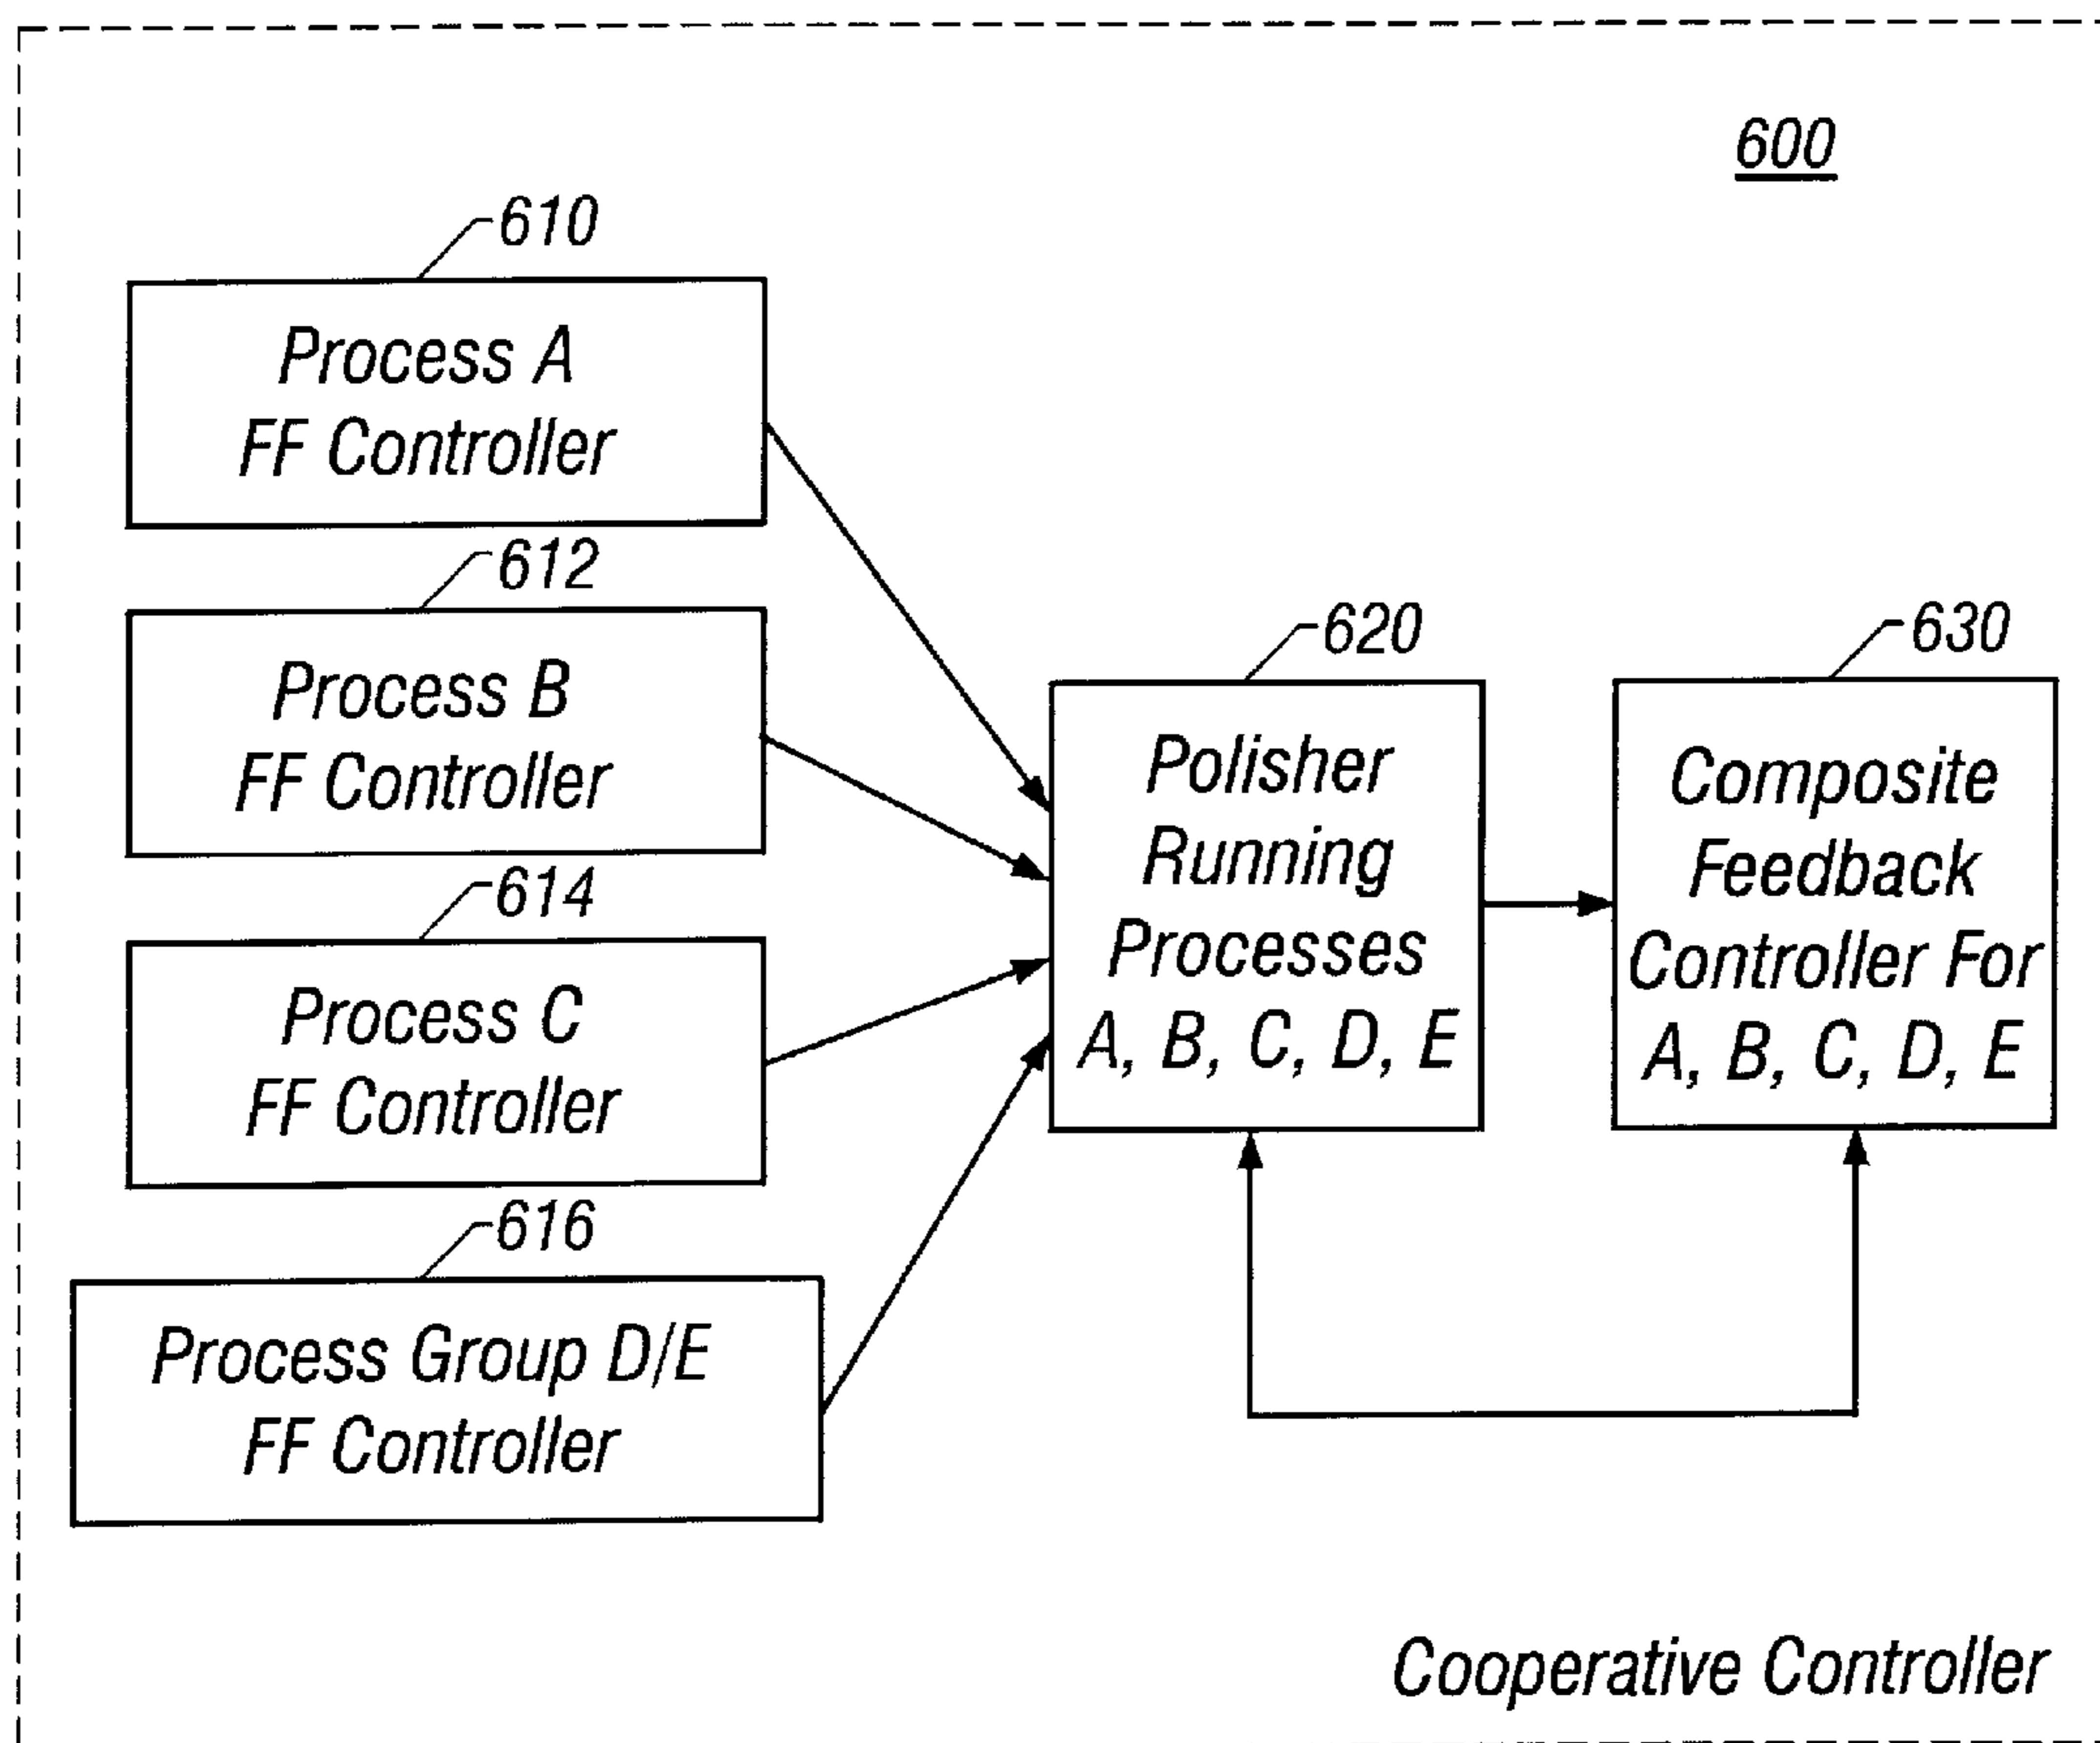 600
610
Process A
FF Controller
612
Process B
FF Controller
614
Process C
FF Controller
616
Process Group D/E
FF Controller
620
Polisher
Running
Processes
A, B, C, D, E
630
Composite
Feedback
Controller For
A, B, C, D, E
Cooperative Controller